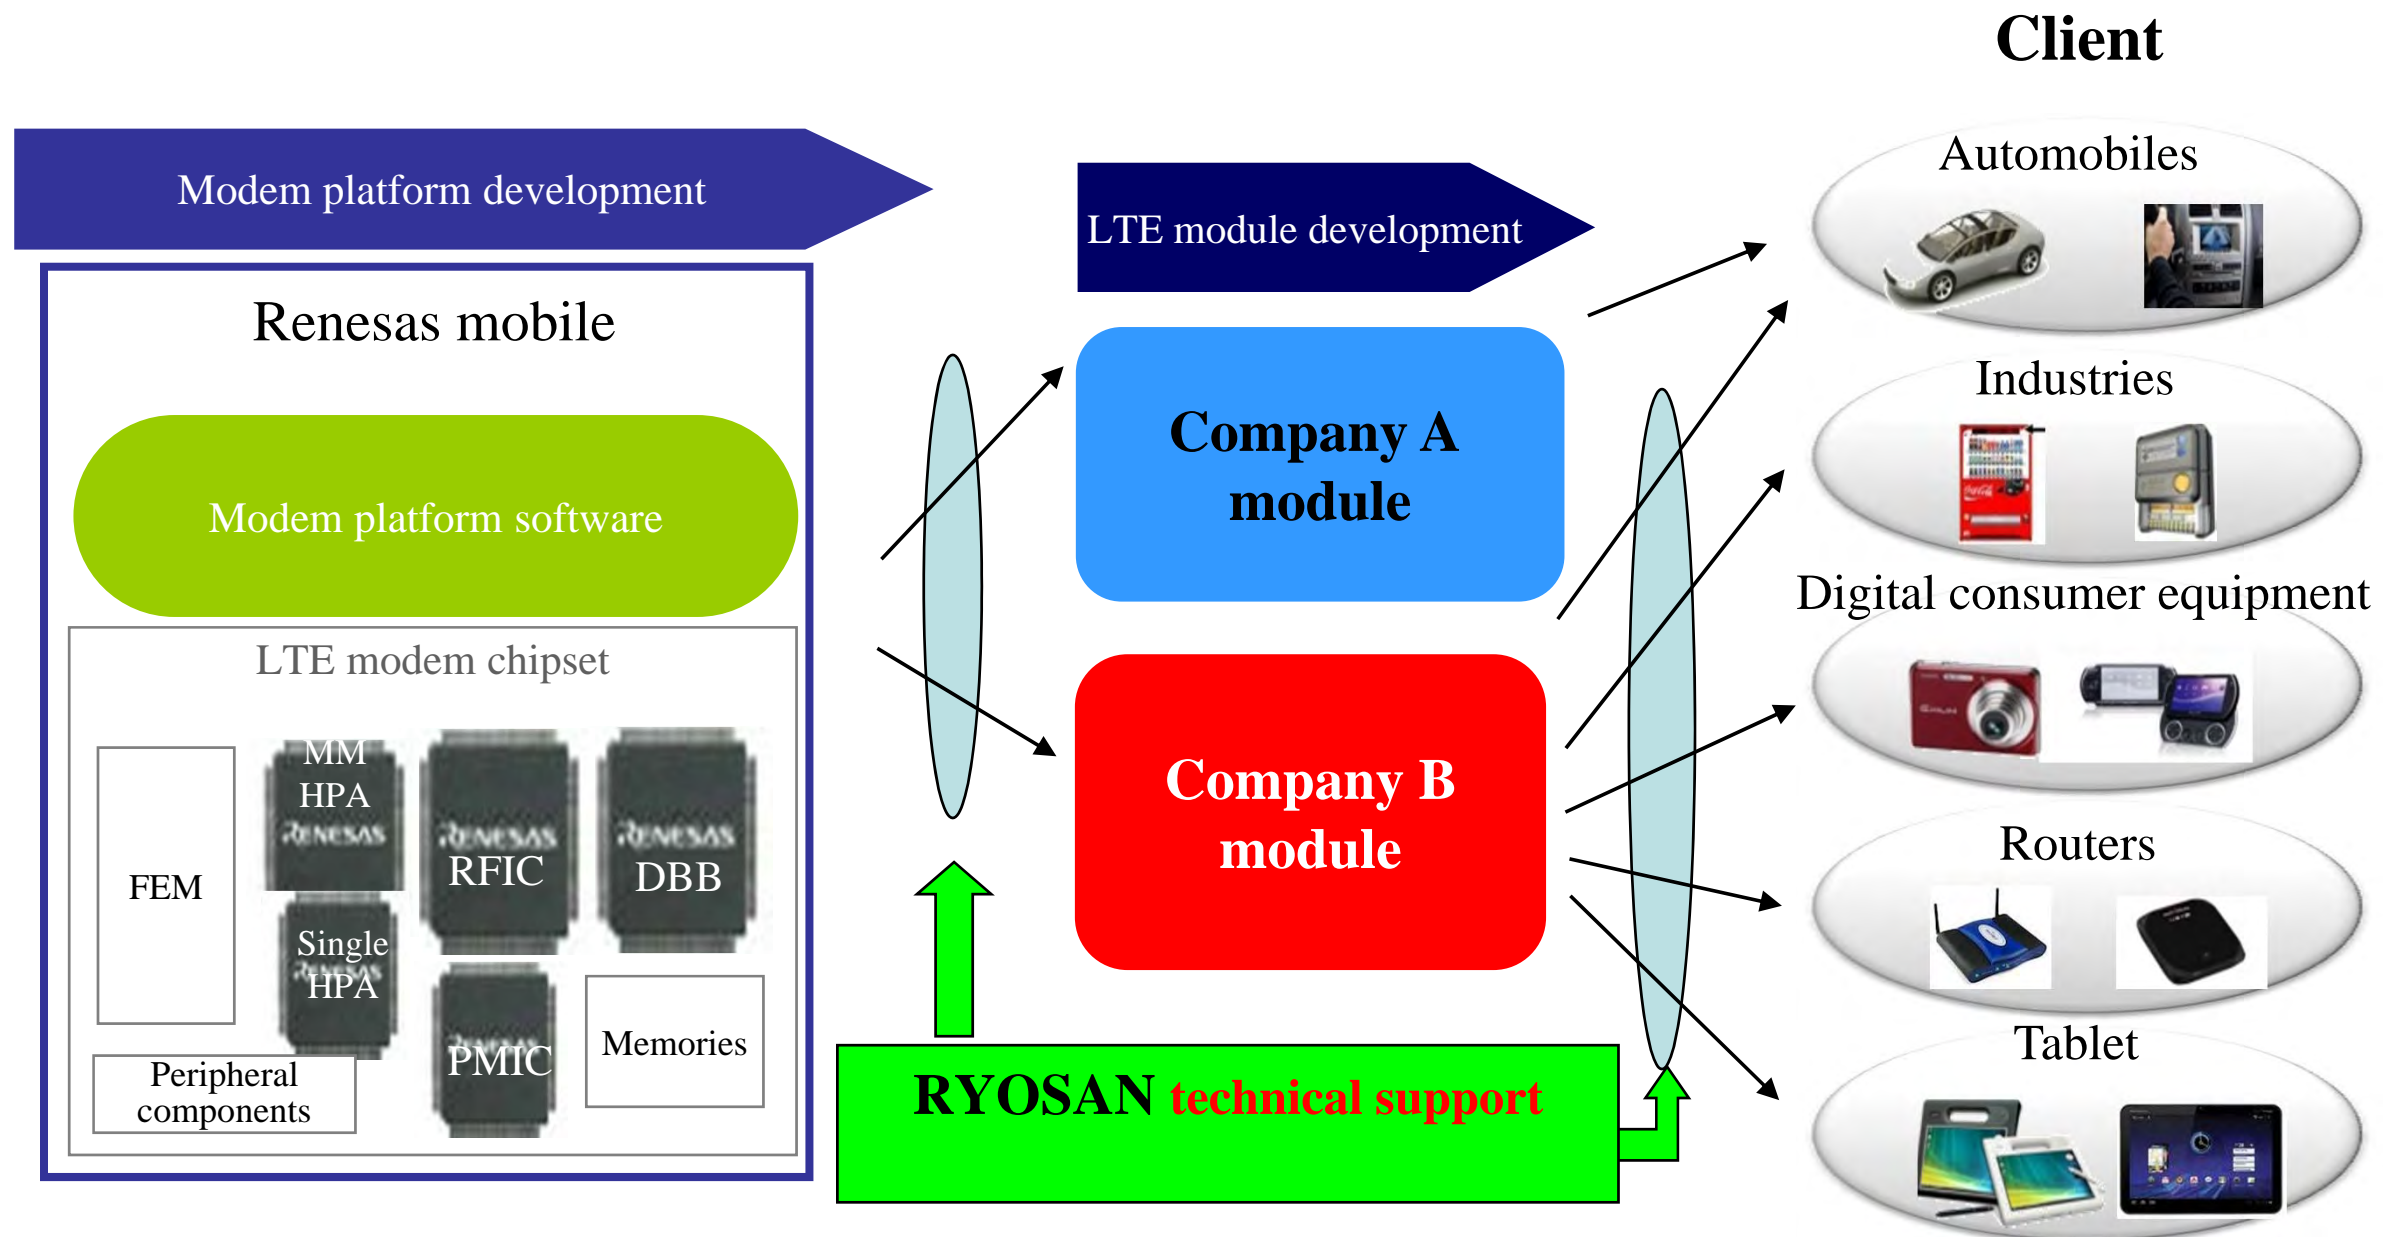 Client
Modem platform development
LTE module development
Renesas mobile
Modem platform software
LTE modem chipset
FEM
MM
HPA
RENESAS
RENESAS
RFIC
RENESAS
DBB
Single
RENESAS
HPA
RENESAS
PMIC
Memories
Peripheral
components
Company A
module
Company B
module
RYOSAN technical support
Automobiles
Industries
Digital consumer equipment
Routers
Tablet